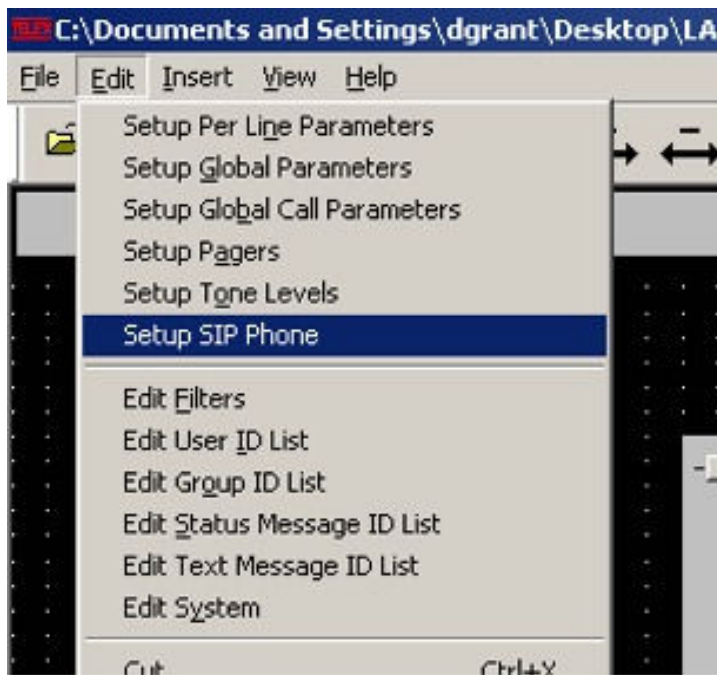 TELEX C:\Documents and Settings\dgrant\Desktop\LA
File Edit Insert View Help
Setup Per Line Parameters
Setup Global Parameters
Setup Global Call Parameters
Setup Pagers
Setup Tone Levels
Setup SIP Phone
Edit Filters
Edit User ID List
Edit Group ID List
Edit Status Message ID List
Edit Text Message ID List
Edit System
Cut Ctrl+X